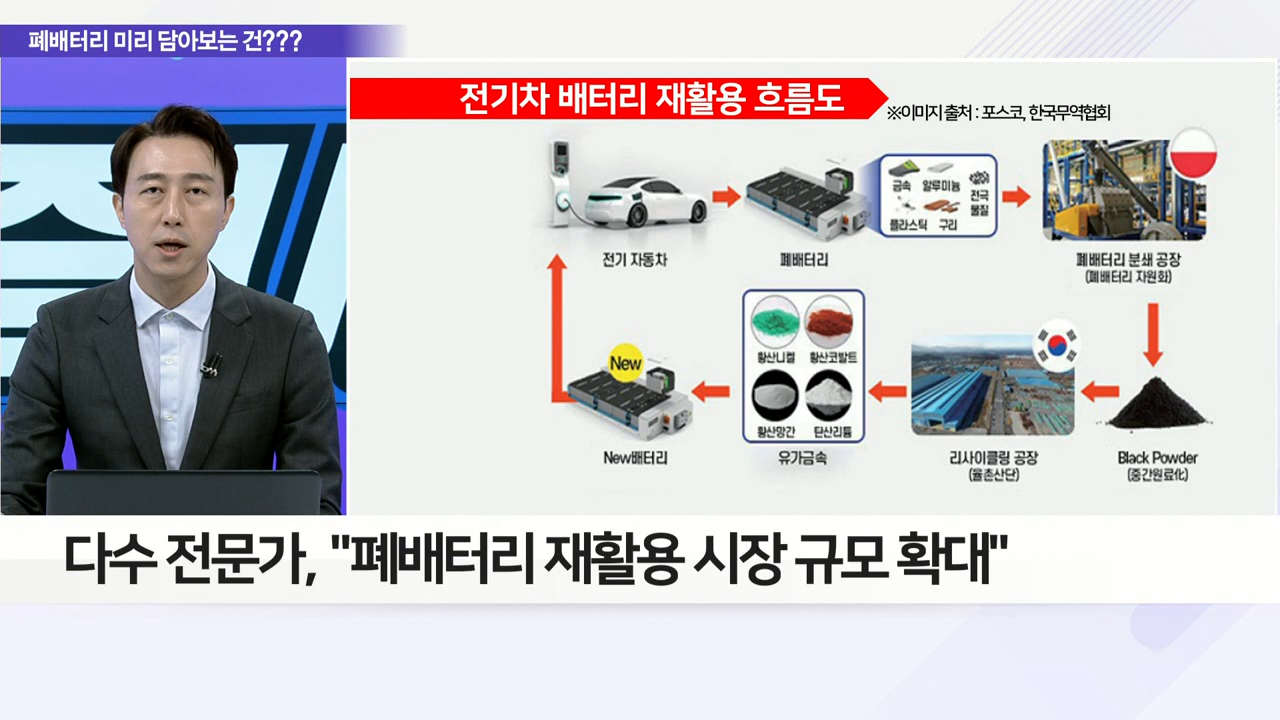 폐배터리 미리 담아보는 건???
전기차 배터리 재활용 흐름도
※이미지 출처 : 포스코, 한국무역협회
금속 알루미늄 전극
물질
플라스틱 구리
전기 자동차
폐배터리
폐배터리 분쇄 공장
(폐배터리 자원화)
New
황산니켈 황산코발트
황산망간 탄산리튬
New배터리
유가금속
리사이클링 공장
(율촌산단)
Black Powder
(중간원료化)
다수 전문가, "폐배터리 재활용 시장 규모 확대"